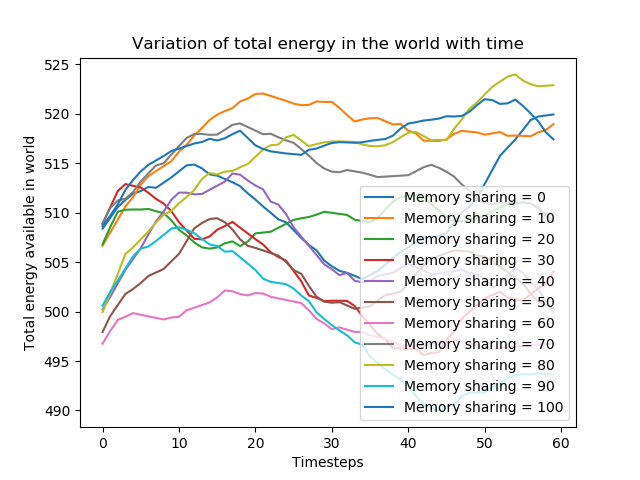 Variation of total energy in the world with time
Total energy available in world
525
520
515
510
505
500
495
490
0
10
20
30
40
50
60
Timesteps
Memory sharing = 0
Memory sharing = 10
Memory sharing = 20
Memory sharing = 30
Memory sharing = 40
Memory sharing = 50
Memory sharing = 60
Memory sharing = 70
Memory sharing = 80
Memory sharing = 90
Memory sharing = 100